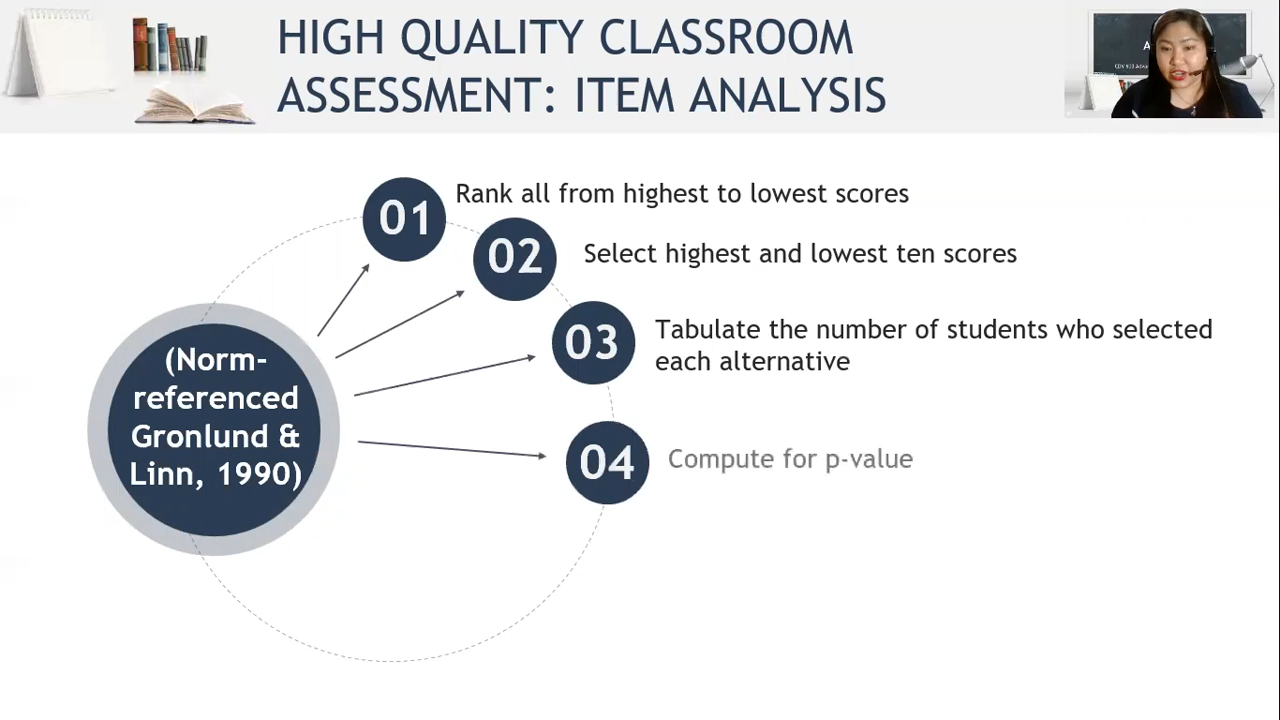 HIGH QUALITY CLASSROOM
ASSESSMENT: ITEM ANALYSIS
01
Rank all from highest to lowest scores
02
Select highest and lowest ten scores
03
Tabulate the number of students who selected
each alternative
(Norm-
referenced
Gronlund &
Linn, 1990)
04
Compute for p-value